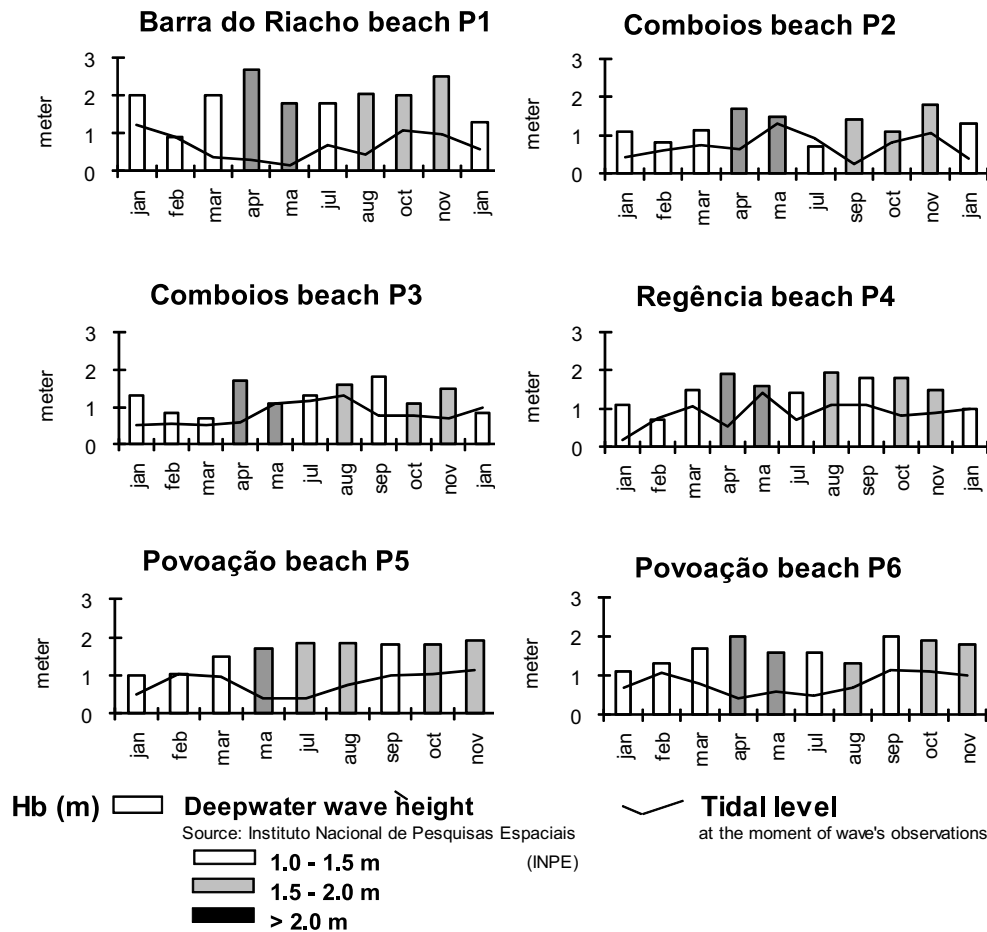 Barra do Riacho beach P1
Comboios beach P2
meter
3
2
1
0
jan feb mar apr ma jul aug oct nov jan
meter
3
2
1
0
jan feb mar apr ma jul sep oct nov jan
Comboios beach P3
Regência beach P4
meter
3
2
1
0
jan feb mar apr ma jul aug sep oct nov jan
meter
3
2
1
0
jan feb mar apr ma jul aug sep oct nov jan
Povoação beach P5
Povoação beach P6
meter
3
2
1
0
jan feb mar ma jul aug sep oct nov
meter
3
2
1
0
jan feb mar apr ma jul aug sep oct nov
Hb (m) Deepwater wave height
Source: Instituto Nacional de Pesquisas Espaciais
(INPE)
1.0 - 1.5 m
1.5 - 2.0 m
> 2.0 m
Tidal level
at the moment of wave's observations